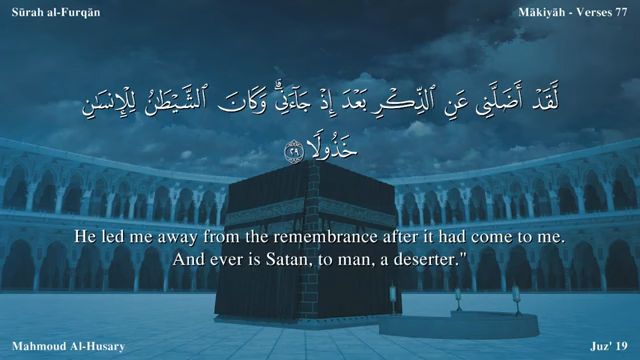 Sūrah al-Furqān
Mākiyāh - Verses 77
لَّقَدْ أَضَلَّنِى عَنِ ٱلذِّكْرِ بَعْدَ إِذْ جَآءَنِى ۗ وَكَانَ ٱلشَّيْطَـٰنُ لِلْإِنسَـٰنِ
خَذُولًا ٢٩
He led me away from the remembrance after it had come to me.
And ever is Satan, to man, a deserter."
Mahmoud Al-Husary
Juz' 19